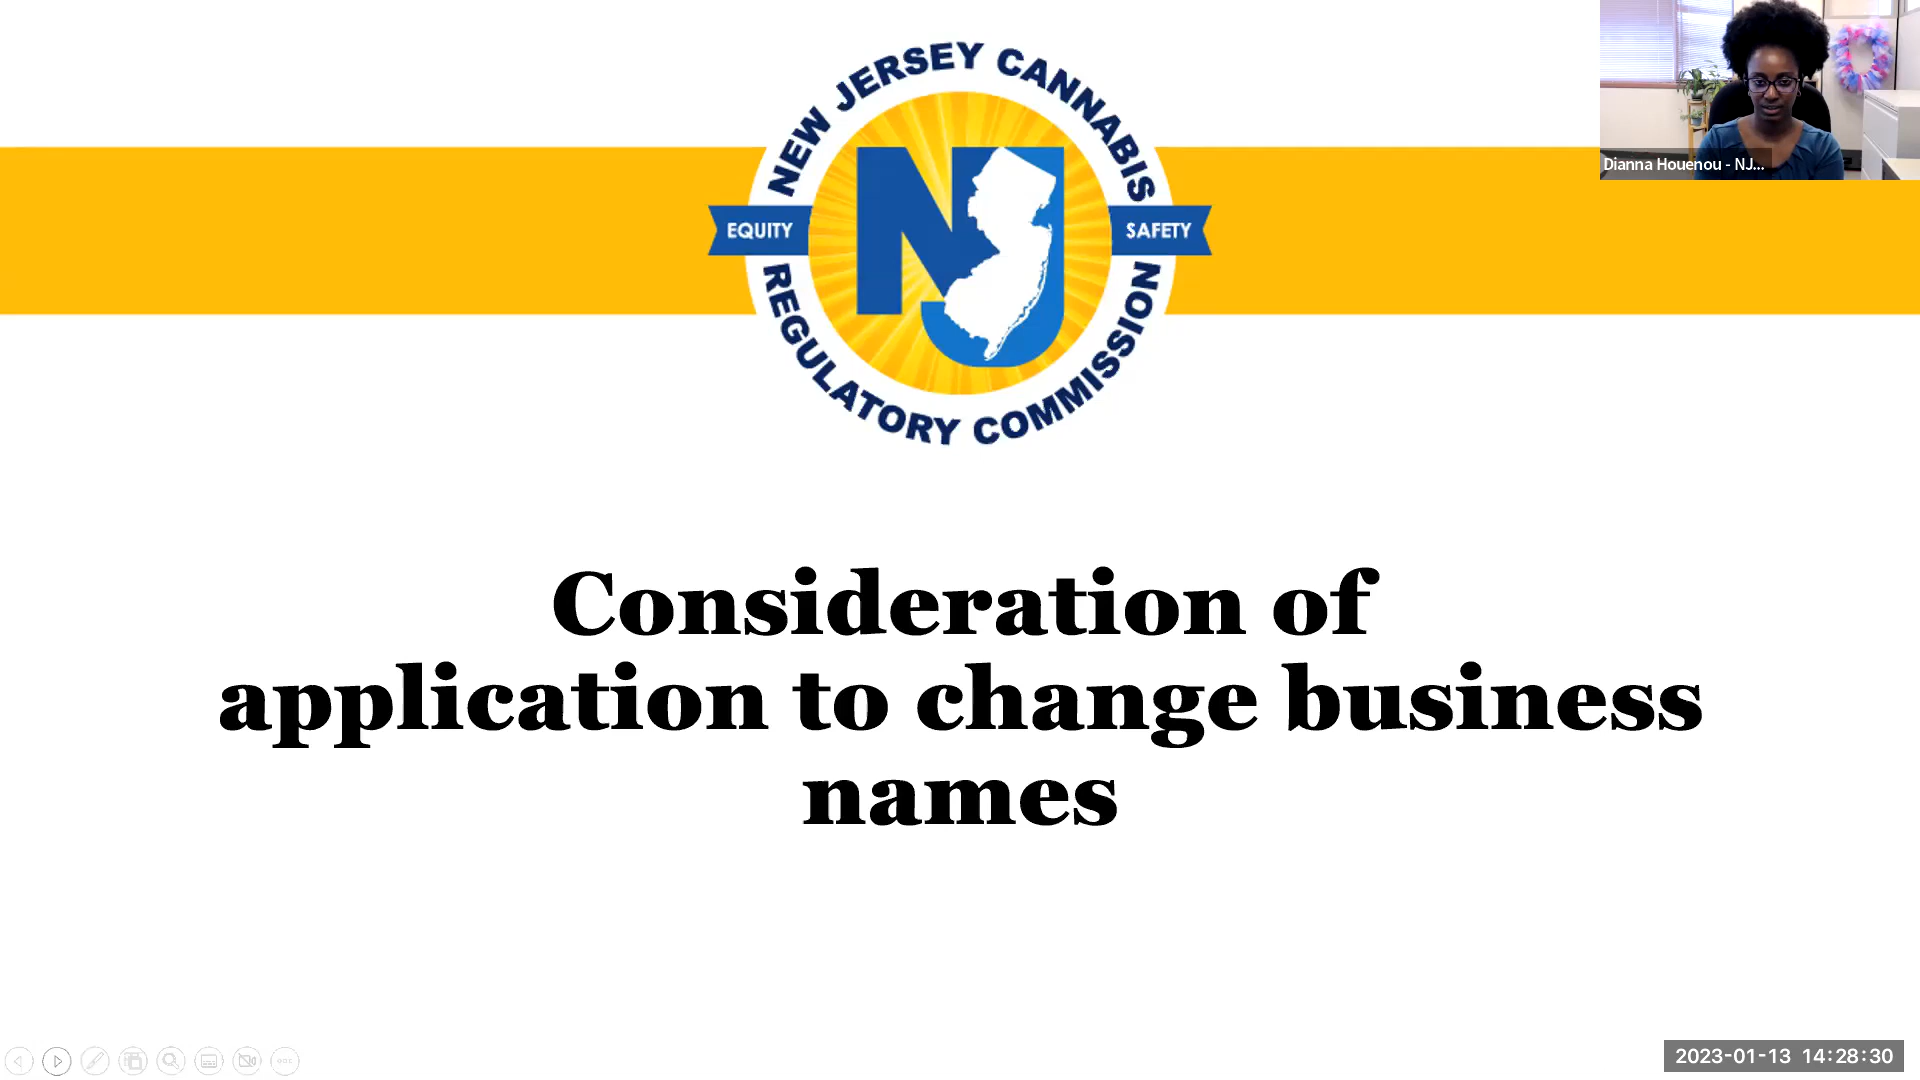 NEW JERSEY CANNABIS
EQUITY
SAFETY
NJ
REGULATORY COMMISSION
Dianna Houenou - NJ...
Consideration of
application to change business
names
2023-01-13 14:28:30